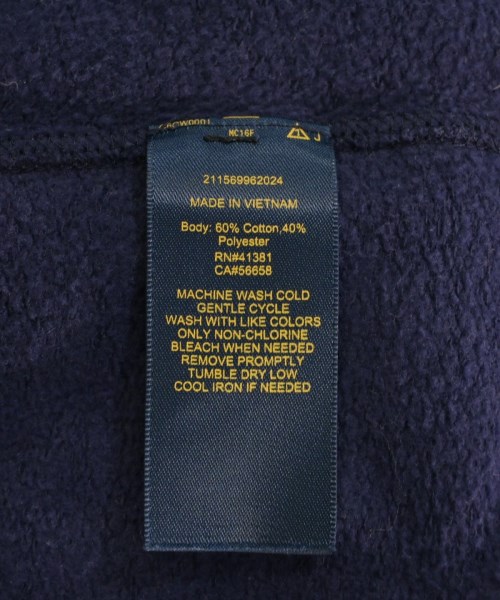 MC16F
J
211569962024
MADE IN VIETNAM
Body: 60% Cotton,40%
Polyester
RN#41381
CA#56658
MACHINE WASH COLD
GENTLE CYCLE
WASH WITH LIKE COLORS
ONLY NON-CHLORINE
BLEACH WHEN NEEDED
REMOVE PROMPTLY
TUMBLE DRY LOW
COOL IRON IF NEEDED